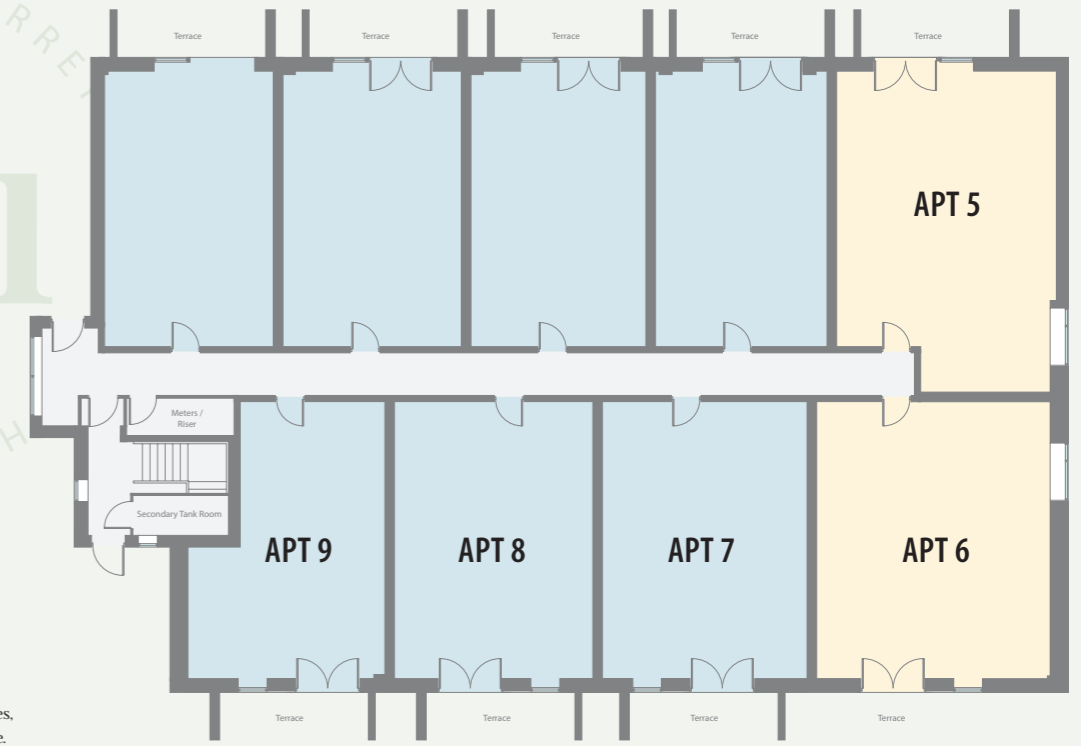 Terrace
Terrace
Terrace
Terrace
Terrace
APT 5
Meters /
Riser
Secondary Tank Room
APT 9
APT 8
APT 7
APT 6
Terrace
Terrace
Terrace
Terrace